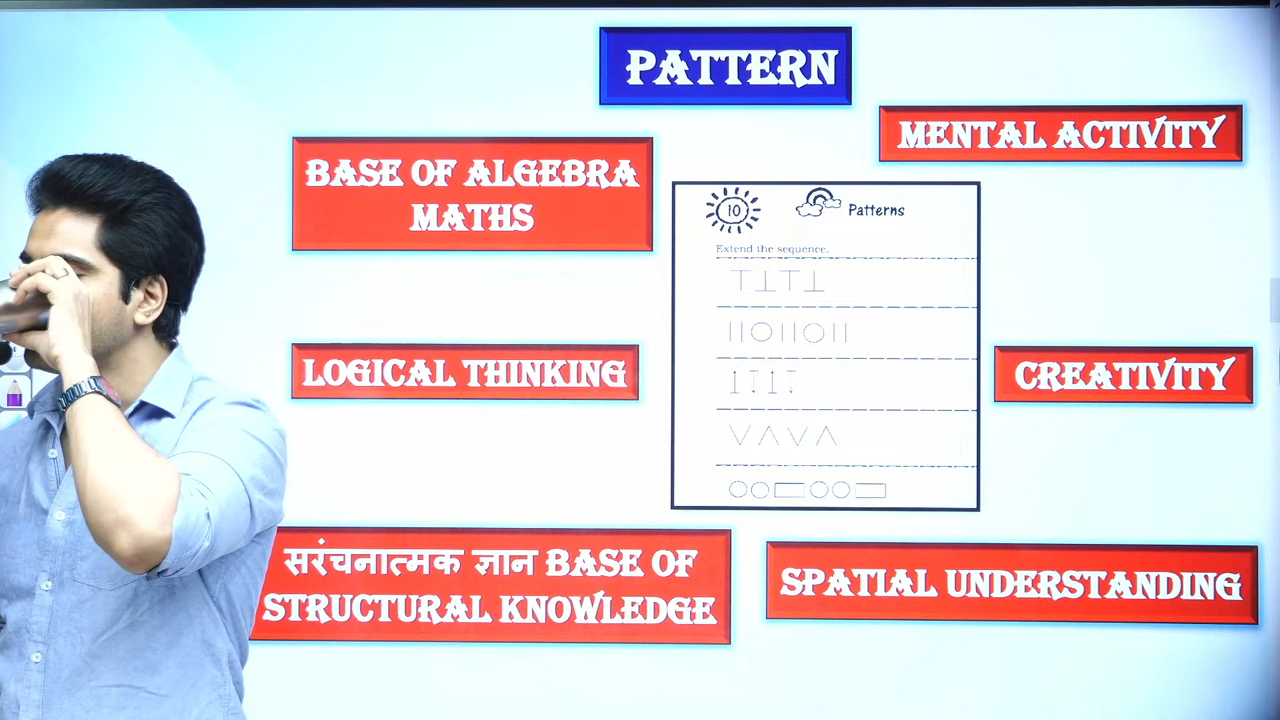 PATTERN
MENTAL ACTIVITY
BASE OF ALGEBRA
MATHS
10
Patterns
Extend the sequence.
LOGICAL THINKING
CREATIVITY
सरंचनात्मक ज्ञान BASE OF
STRUCTURAL KNOWLEDGE
SPATIAL UNDERSTANDING